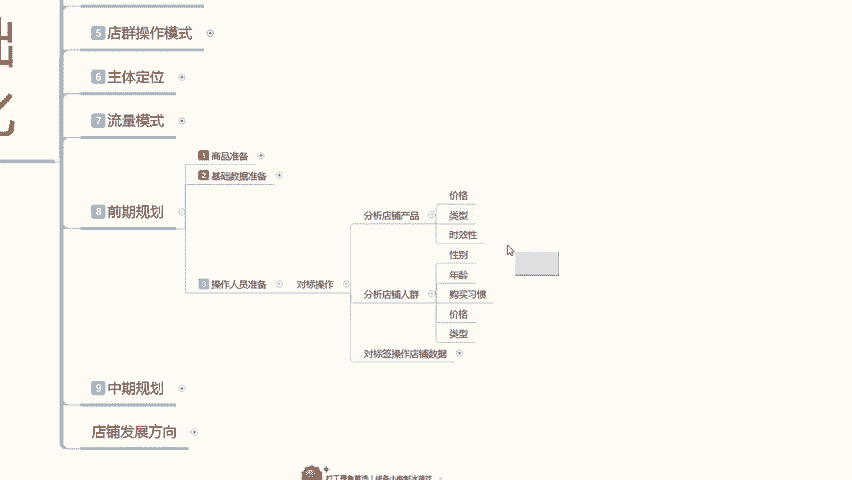 5 店群操作模式
6 主体定位
7 流量模式
8 前期规划
1 商品准备
2 基础数据准备
3 操作人员准备
对标操作
分析店铺产品
价格
类型
时效性
分析店铺人群
性别
年龄
购买习惯
价格
类型
对标签操作店铺数据
9 中期规划
店铺发展方向